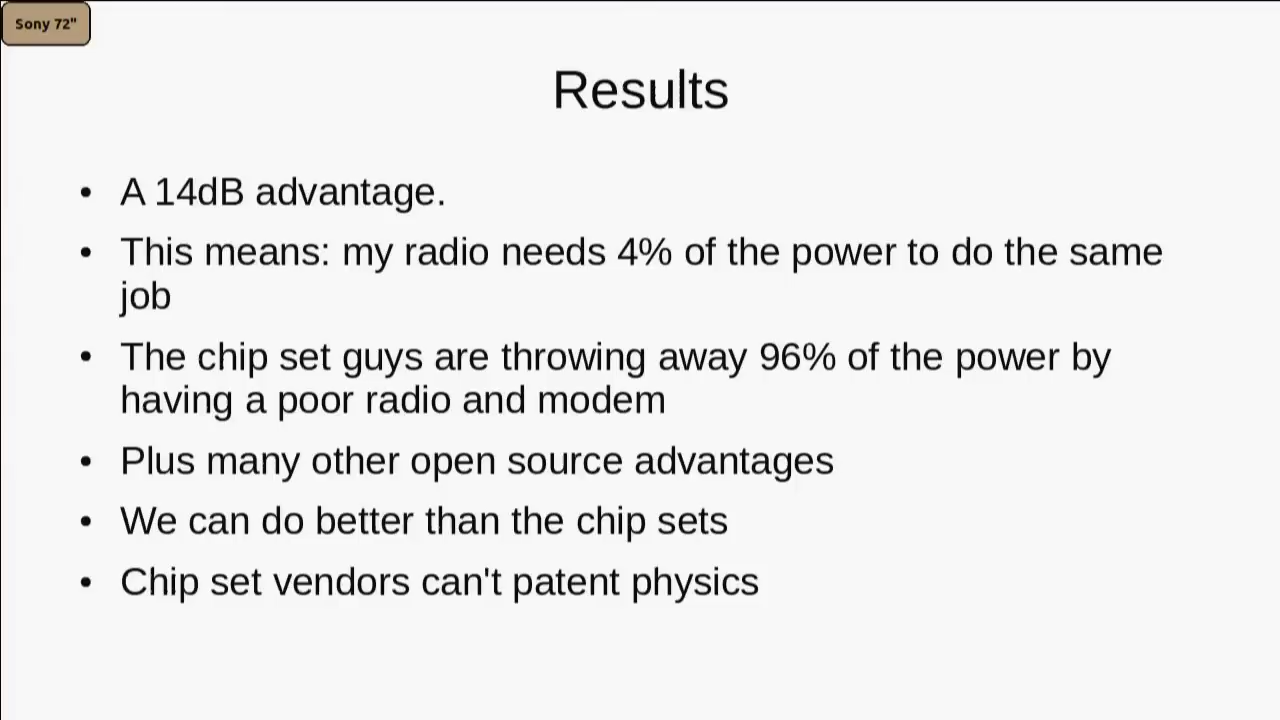 Sony 72"
Results
• A 14dB advantage.
• This means: my radio needs 4% of the power to do the same
job
• The chip set guys are throwing away 96% of the power by
having a poor radio and modem
• Plus many other open source advantages
• We can do better than the chip sets
• Chip set vendors can't patent physics